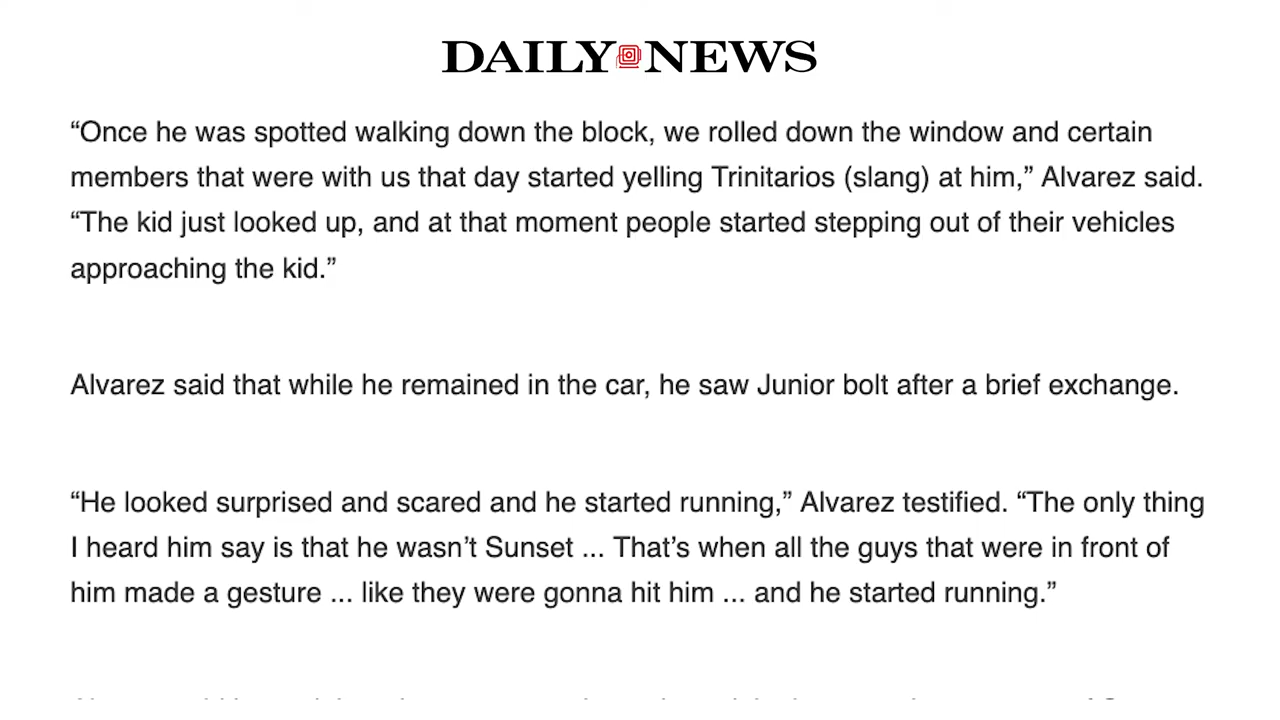 DAILY NEWS
“Once he was spotted walking down the block, we rolled down the window and certain
members that were with us that day started yelling Trinitarios (slang) at him,” Alvarez said.
“The kid just looked up, and at that moment people started stepping out of their vehicles
approaching the kid.”
Alvarez said that while he remained in the car, he saw Junior bolt after a brief exchange.
“He looked surprised and scared and he started running,” Alvarez testified. “The only thing
I heard him say is that he wasn’t Sunset ... That’s when all the guys that were in front of
him made a gesture ... like they were gonna hit him ... and he started running.”